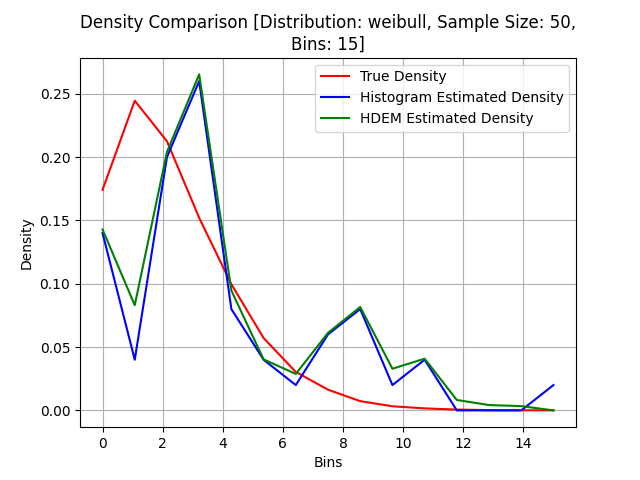 Density Comparison [Distribution: weibull, Sample Size: 50,
Bins: 15]
True Density
Histogram Estimated Density
HDEM Estimated Density
Density
0.25
0.20
0.15
0.10
0.05
0.00
0 2 4 6 8 10 12 14
Bins